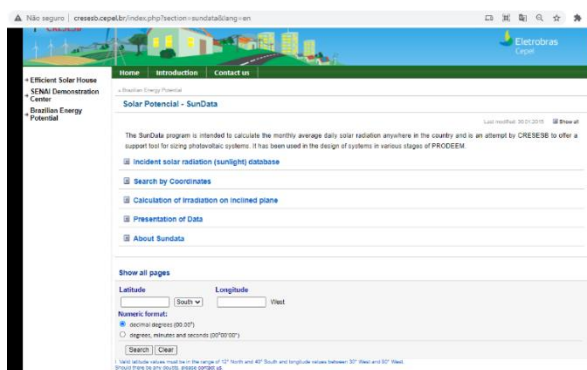 Não seguro | cresesb.cepel.br/index.php?section=sundata&lang=en
CRESESB
Eletrobras
Cepel
Home Introduction Contact us
Efficient Solar House
SENAI Demonstration Center
Brazilian Energy Potential
» Brazilian Energy Potential
Solar Potencial - SunData
Show all
The SunData program is intended to calculate the monthly average daily solar radiation anywhere in the country and is an attempt by CRESESB to offer a
support tool for sizing photovoltaic systems. It has been used in the design of systems in various stages of PRODEEM.
Incident solar radiation (sunlight) database
Search by Coordinates
Calculation of Irradiation on Inclined plane
Presentation of Data
About Sundata
Show all pages
Latitude Longitude
South West
Numeric format:
decimal degrees (00.00°)
degrees, minutes and seconds (00°00'00")
Search Clear
Valid latitude values must be in the range of 12° North and 40° South and longitude values between 30° West and 80° West.
Should there be any doubts, please contact us.